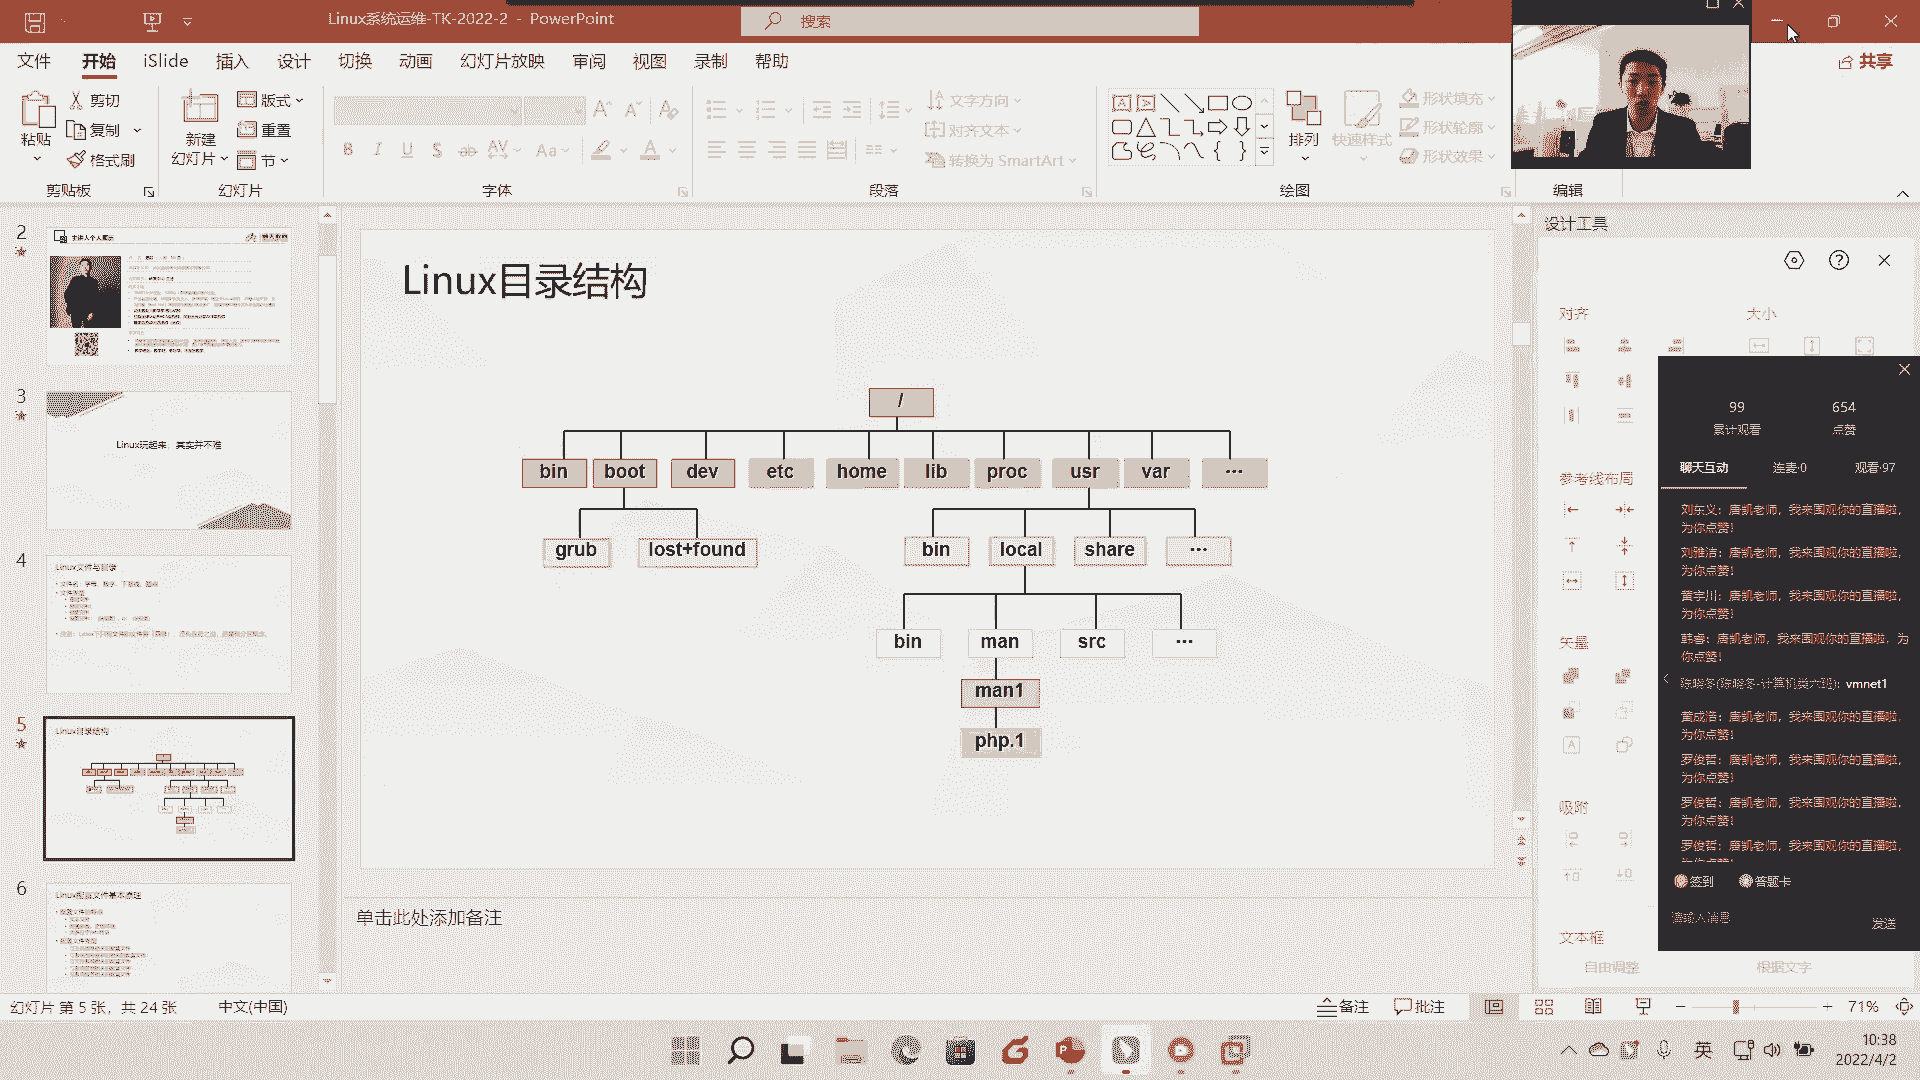 Linux系统运维-TK-2022-2 - PowerPoint
搜索
文件 开始 iSlide 插入 设计 切换 动画 幻灯片放映 审阅 视图 录制 帮助
共享
粘贴
剪切
复制
格式刷
剪贴板
新建
幻灯片
版式
重置
节
幻灯片
B I U S ab AV Aa A
字体
文字方向
对齐文本
转换为 SmartArt
段落
排列
快速样式
形状填充
形状轮廓
形状效果
绘图
编辑
2
主讲人个人简历
3
Linux玩起来，其实并不难
4
Linux文件与目录
5
Linux目录结构
6
Linux配置文件基本原理
Linux目录结构
/
bin boot dev etc home lib proc usr var ...
grub lost+found bin local share ...
bin man src ...
man1
php.1
单击此处添加备注
设计工具
对齐 大小
参考线布局
矢量
吸附
文本框
自由调整 根据文字
99 654
累计观看 点赞
聊天互动 连麦·0 观看·97
刘东义：唐凯老师，我来围观你的直播啦，
为你点赞！
刘雅洁：唐凯老师，我来围观你的直播啦，
为你点赞！
黄宇川：唐凯老师，我来围观你的直播啦，
为你点赞！
韩睿：唐凯老师，我来围观你的直播啦，为
你点赞！
陈晓冬(陈晓冬-计算机类六班): vmnet1
黄成浩：唐凯老师，我来围观你的直播啦，
为你点赞！
罗俊哲：唐凯老师，我来围观你的直播啦，
为你点赞！
罗俊哲：唐凯老师，我来围观你的直播啦，
为你点赞！
罗俊哲：唐凯老师，我来围观你的直播啦，
为你点赞！
签到 答题卡
请输入消息
发送
幻灯片 第 5 张，共 24 张 中文(中国)
备注 批注 71%
英
10:38
2022/4/2